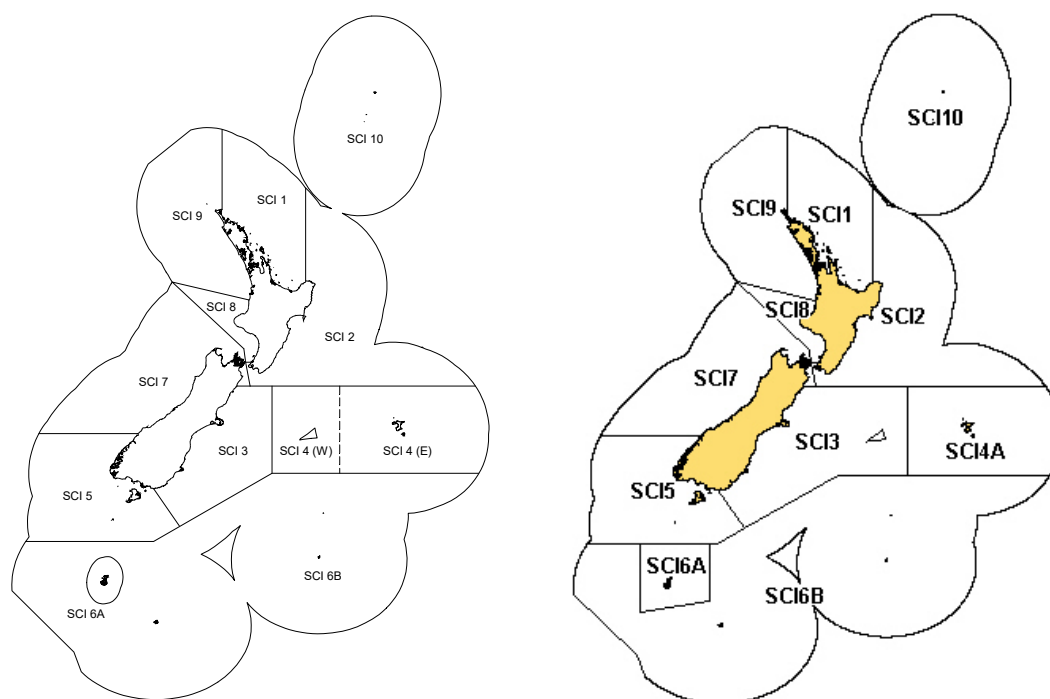 SCI 10
SCI 1
SCI 9
SCI 8
SCI 2
SCI 7
SCI 3
SCI 4 (W)
SCI 4 (E)
SCI 5
SCI 6B
SCI 6A
SCI10
SCI9
SCI1
SCI8
SCI2
SCI7
SCI3
SCI4A
SCI5
SCI6A
SCI6B